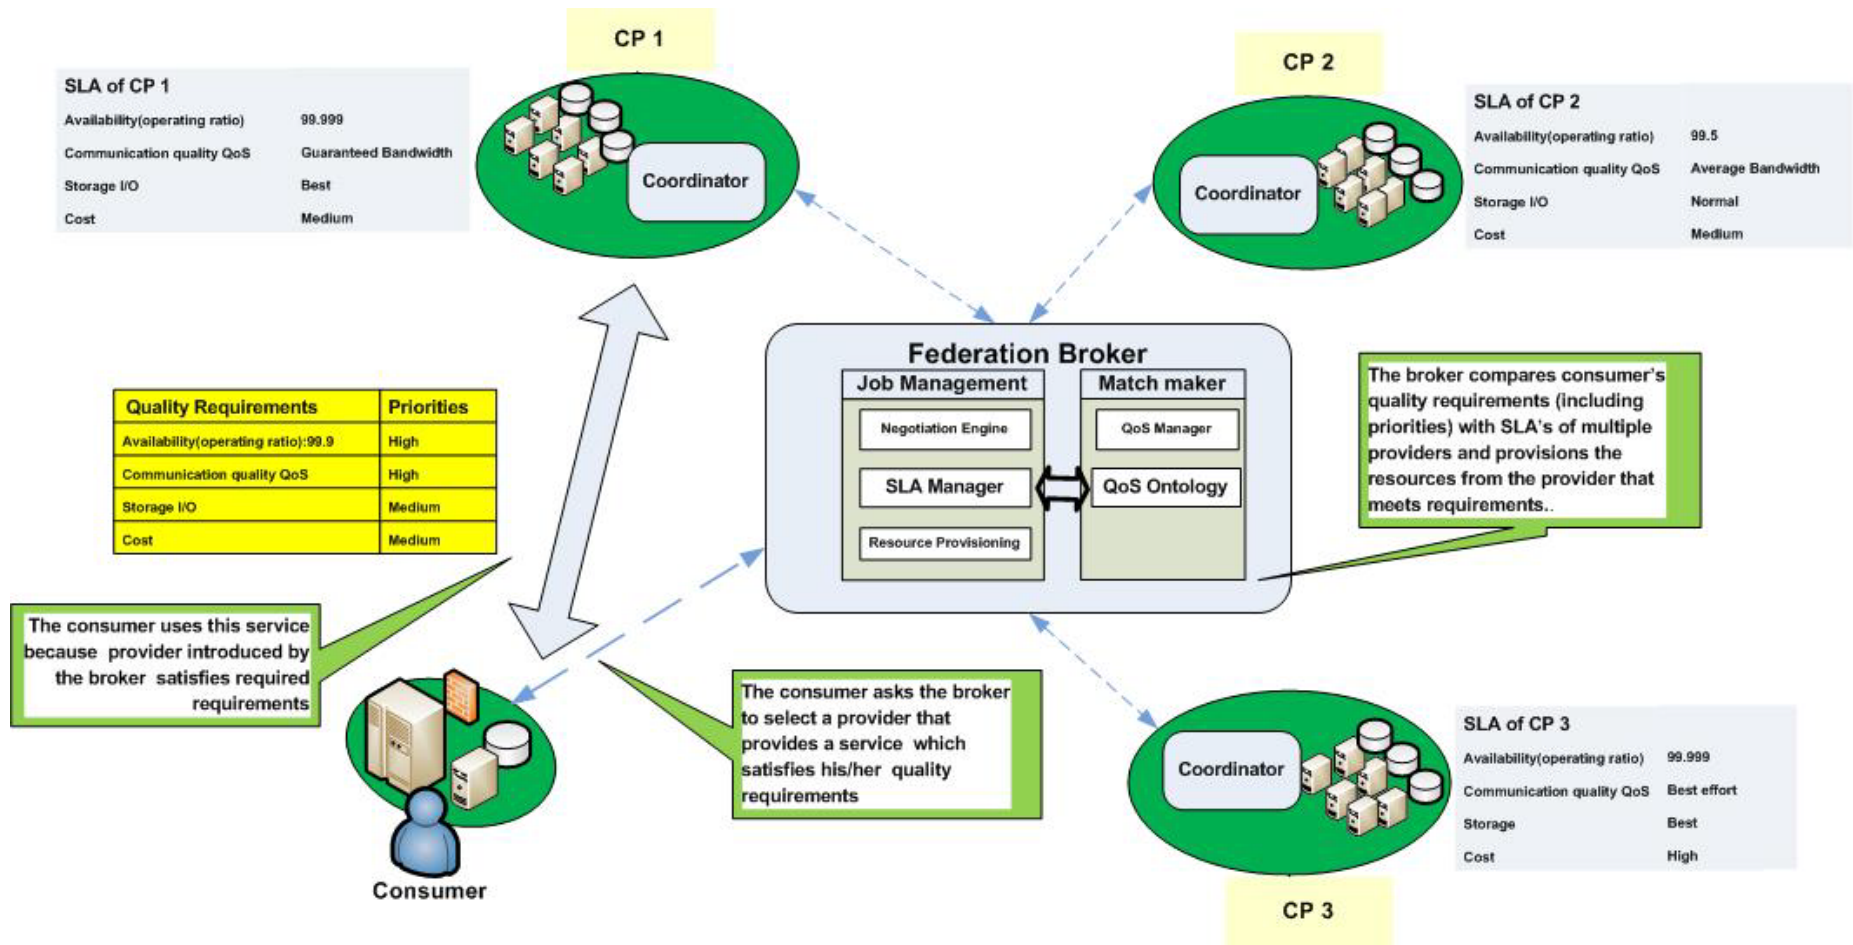 CP 1
SLA of CP 1
Availability(operating ratio) 99.999
Communication quality QoS Guaranteed Bandwidth
Storage I/O Best
Cost Medium
Coordinator
CP 2
Coordinator
SLA of CP 2
Availability(operating ratio) 99.5
Communication quality QoS Average Bandwidth
Storage I/O Normal
Cost Medium
Federation Broker
Job Management
Negotiation Engine
SLA Manager
Resource Provisioning
Match maker
QoS Manager
QoS Ontology
The broker compares consumer's
quality requirements (including
priorities) with SLA's of multiple
providers and provisions the
resources from the provider that
meets requirements..
Quality Requirements Priorities
Availability(operating ratio):99.9 High
Communication quality QoS High
Storage I/O Medium
Cost Medium
The consumer uses this service
because provider introduced by
the broker satisfies required
requirements
The consumer asks the broker
to select a provider that
provides a service which
satisfies his/her quality
requirements
Consumer
Coordinator
SLA of CP 3
Availability(operating ratio) 99.999
Communication quality QoS Best effort
Storage Best
Cost High
CP 3